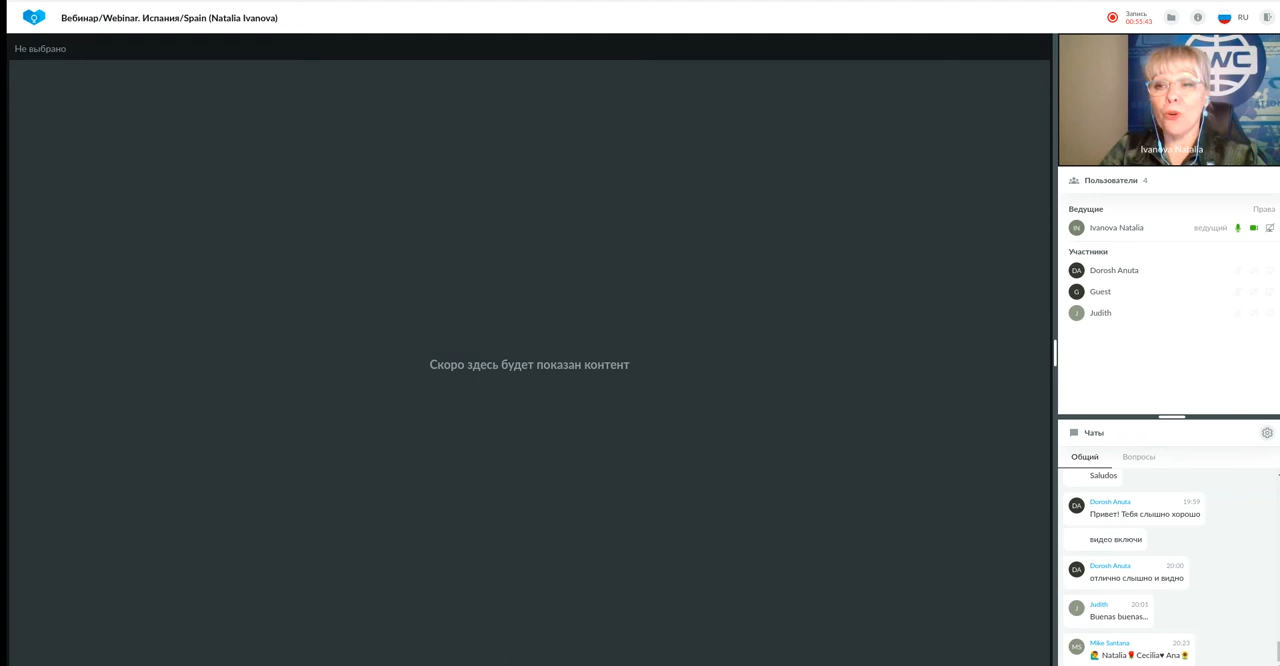 Вебинар/Webinar. Испания/Spain (Natalia Ivanova)
Запись
00:55:43
RU
Не выбрано
WC
Ivanova Natalia
Скоро здесь будет показан контент
Пользователи 4
Ведущие Права
IN Ivanova Natalia ведущий
Участники
DA Dorosh Anuta
G Guest
J Judith
Чаты
Общий Вопросы
Saludos
DA Dorosh Anuta 19:59
Привет! Тебя слышно хорошо
видео включи
DA Dorosh Anuta 20:00
отлично слышно и видно
J Judith 20:01
Buenas buenas...
MS Mike Santana 20:23
🙋‍♂️ Natalia🌹Cecilia♥ Ana🌻